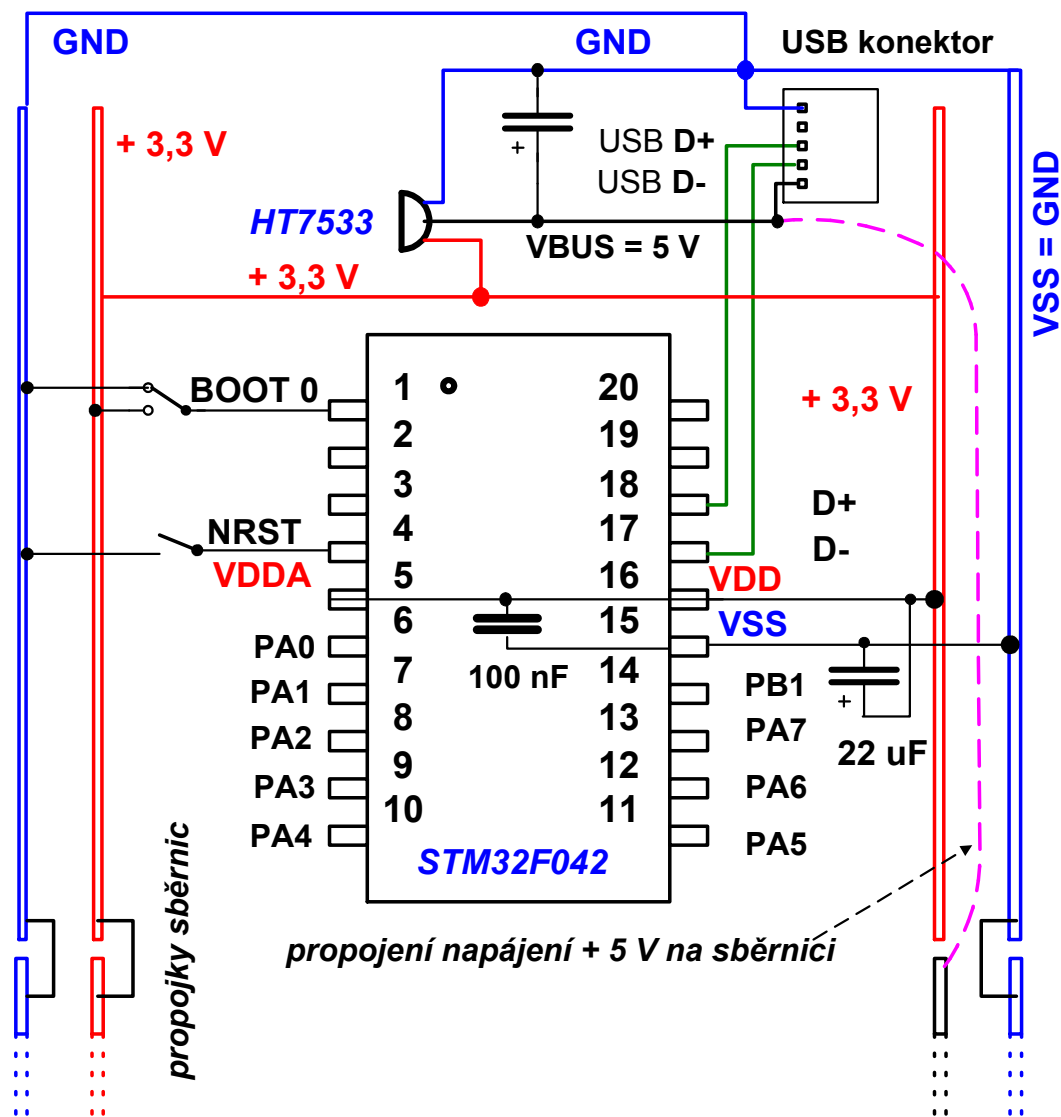 GND
GND
USB konektor
+ 3,3 V
USB D+
USB D-
HT7533
VBUS = 5 V
+ 3,3 V
VSS = GND
BOOT 0
1
20
+ 3,3 V
2
19
3
18
D+
NRST
4
17
D-
VDDA
5
16
VDD
6
15
VSS
PA0
7
100 nF
14
PB1
+
PA1
8
13
PA7
22 uF
PA2
9
12
PA6
PA3
10
11
PA5
PA4
STM32F042
propojky sběrnic
propojení napájení + 5 V na sběrnici
+